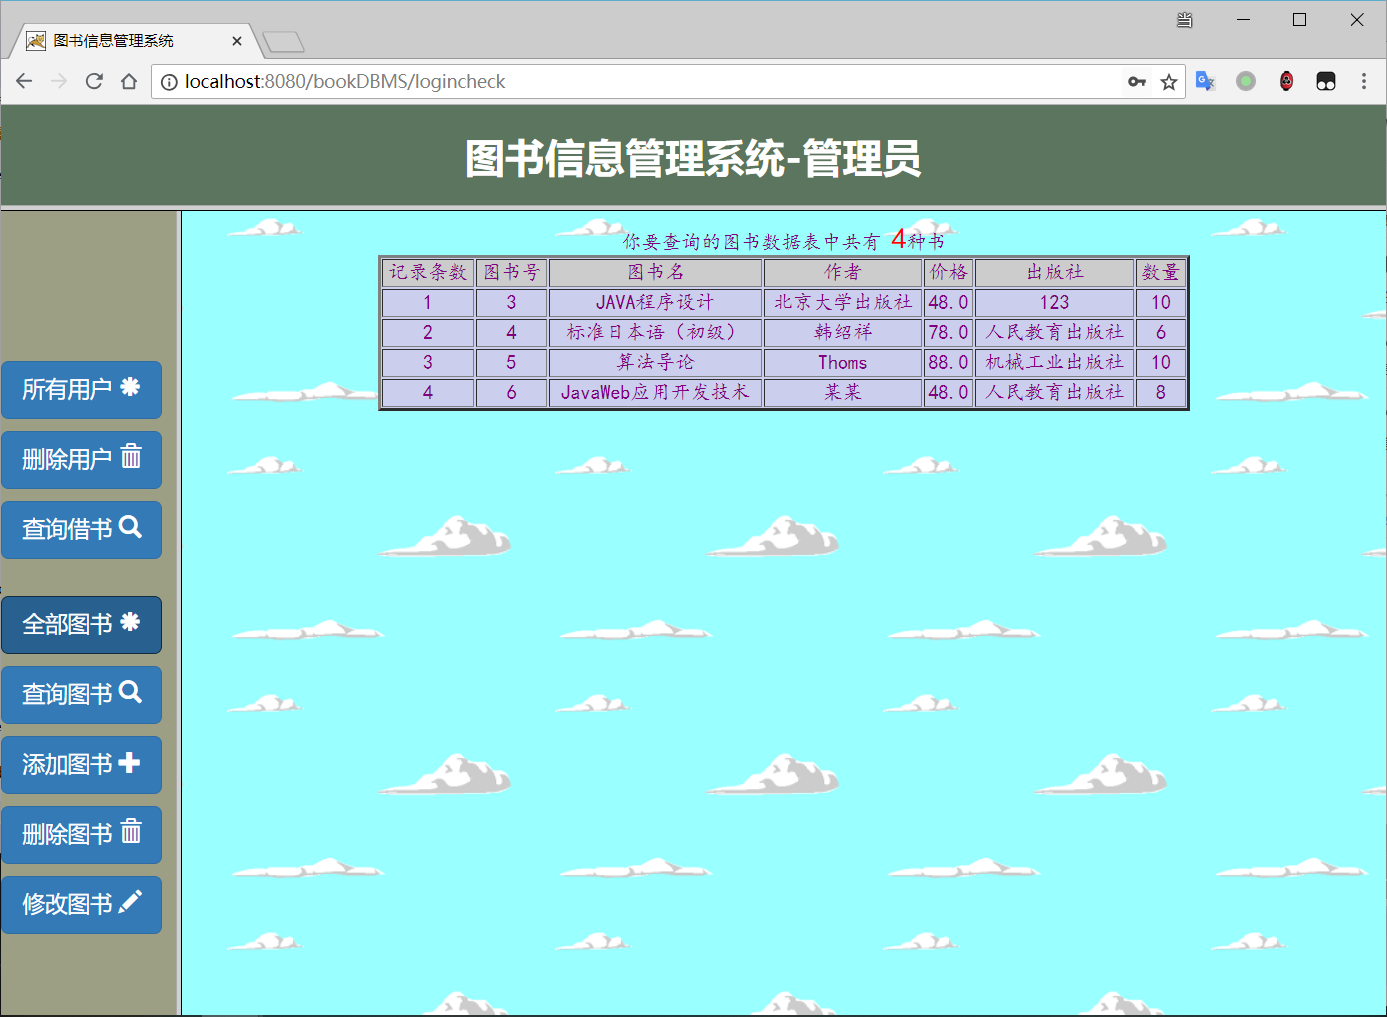 当
图书信息管理系统
localhost:8080/bookDBMS/logincheck
图书信息管理系统-管理员
你要查询的图书数据表中共有 4种书
记录条数 图书号 图书名 作者 价格 出版社 数量
1 3 JAVA程序设计 北京大学出版社 48.0 123 10
2 4 标准日本语（初级） 韩绍祥 78.0 人民教育出版社 6
3 5 算法导论 Thoms 88.0 机械工业出版社 10
4 6 JavaWeb应用开发技术 某某 48.0 人民教育出版社 8
所有用户
删除用户
查询借书
全部图书
查询图书
添加图书
删除图书
修改图书